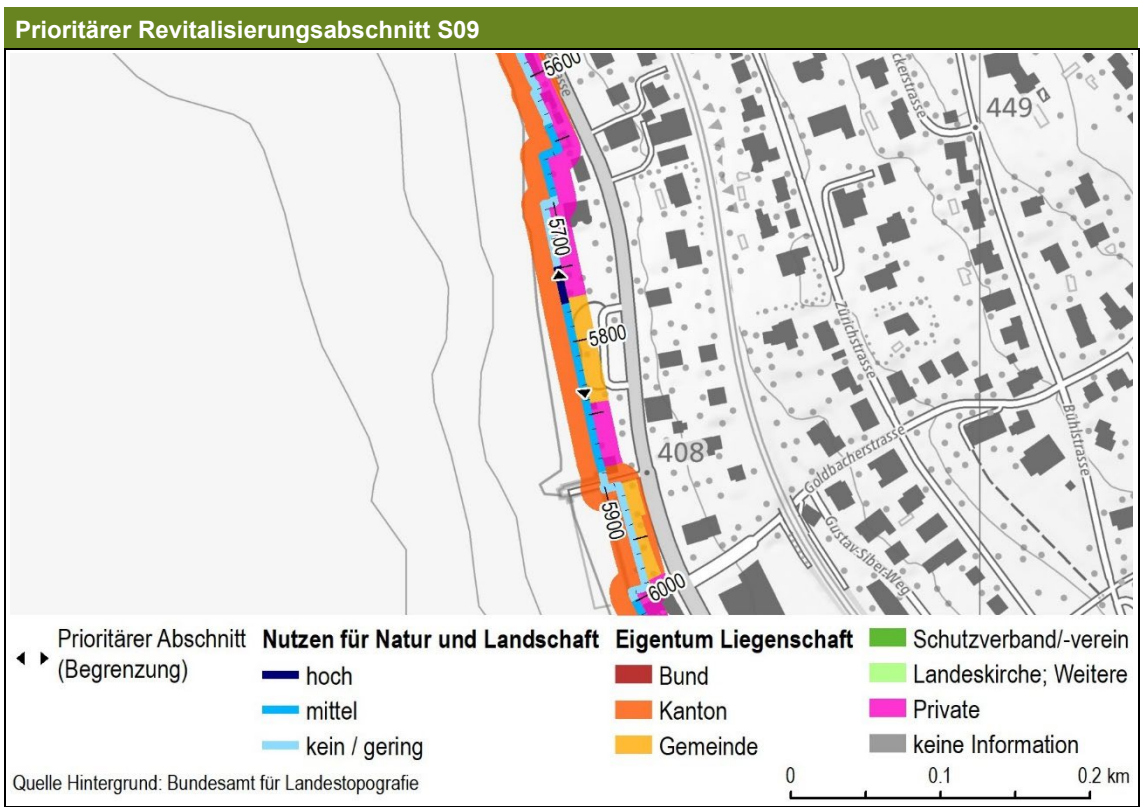 Prioritärer Revitalisierungsabschnitt S09
5600
449
5700
5800
Zürichstrasse
Bühlstrasse
408
Goldbacherstrasse
5900
Gustav-Siber-Weg
6000
Prioritärer Abschnitt
(Begrenzung)
Nutzen für Natur und Landschaft
hoch
mittel
kein / gering
Eigentum Liegenschaft
Bund
Kanton
Gemeinde
Schutzverband/-verein
Landeskirche; Weitere
Private
keine Information
Quelle Hintergrund: Bundesamt für Landestopografie
0 0.1 0.2 km